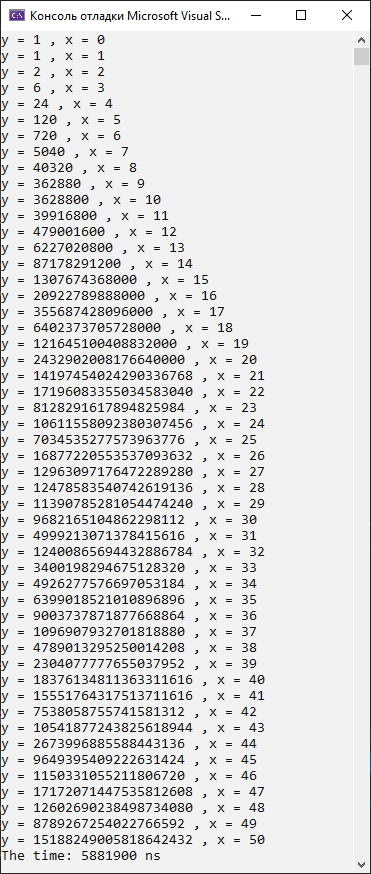 Консоль отладки Microsoft Visual S...
y = 1 , x = 0
y = 1 , x = 1
y = 2 , x = 2
y = 6 , x = 3
y = 24 , x = 4
y = 120 , x = 5
y = 720 , x = 6
y = 5040 , x = 7
y = 40320 , x = 8
y = 362880 , x = 9
y = 3628800 , x = 10
y = 39916800 , x = 11
y = 479001600 , x = 12
y = 6227020800 , x = 13
y = 87178291200 , x = 14
y = 1307674368000 , x = 15
y = 20922789888000 , x = 16
y = 355687428096000 , x = 17
y = 6402373705728000 , x = 18
y = 121645100408832000 , x = 19
y = 2432902008176640000 , x = 20
y = 14197454024290336768 , x = 21
y = 17196083355034583040 , x = 22
y = 8128291617894825984 , x = 23
y = 10611558092380307456 , x = 24
y = 7034535277573963776 , x = 25
y = 16877220553537093632 , x = 26
y = 12963097176472289280 , x = 27
y = 12478583540742619136 , x = 28
y = 11390785281054474240 , x = 29
y = 9682165104862298112 , x = 30
y = 4999213071378415616 , x = 31
y = 12400865694432886784 , x = 32
y = 3400198294675128320 , x = 33
y = 4926277576697053184 , x = 34
y = 6399018521010896896 , x = 35
y = 9003737871877668864 , x = 36
y = 1096907932701818880 , x = 37
y = 4789013295250014208 , x = 38
y = 2304077777655037952 , x = 39
y = 18376134811363311616 , x = 40
y = 15551764317513711616 , x = 41
y = 7538058755741581312 , x = 42
y = 10541877243825618944 , x = 43
y = 2673996885588443136 , x = 44
y = 9649395409222631424 , x = 45
y = 1150331055211806720 , x = 46
y = 17172071447535812608 , x = 47
y = 12602690238498734080 , x = 48
y = 8789267254022766592 , x = 49
y = 15188249005818642432 , x = 50
The time: 5881900 ns